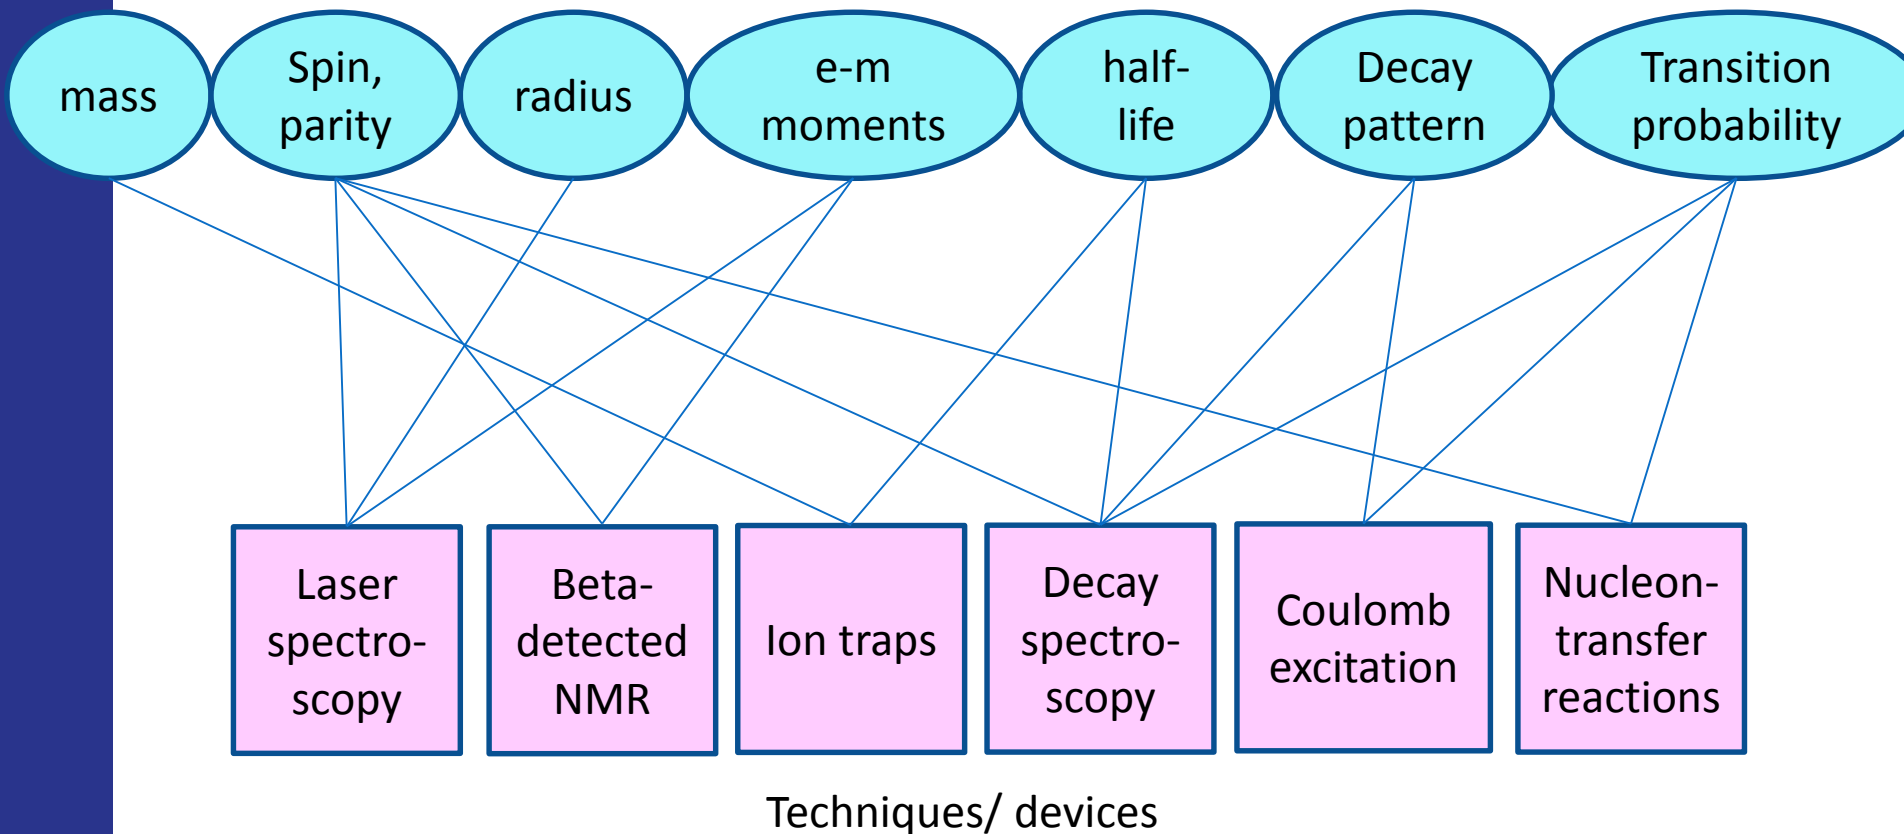 mass
Spin,
parity
radius
e-m
moments
half-
life
Decay
pattern
Transition
probability
Laser
spectro-
scopy
Beta-
detected
NMR
Ion traps
Decay
spectro-
scopy
Coulomb
excitation
Nucleon-
transfer
reactions
Techniques/ devices